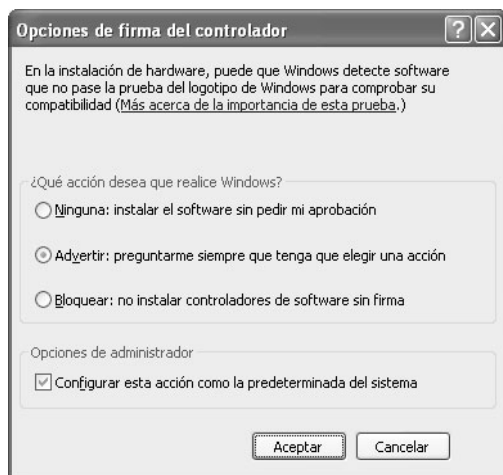 Opciones de firma del controlador
En la instalación de hardware, puede que Windows detecte software
que no pase la prueba del logotipo de Windows para comprobar su
compatibilidad (Más acerca de la importancia de esta prueba.)
¿Qué acción desea que realice Windows?
Ninguna: instalar el software sin pedir mi aprobación
Advertir: preguntarme siempre que tenga que elegir una acción
Bloquear: no instalar controladores de software sin firma
Opciones de administrador
Configurar esta acción como la predeterminada del sistema
Aceptar Cancelar